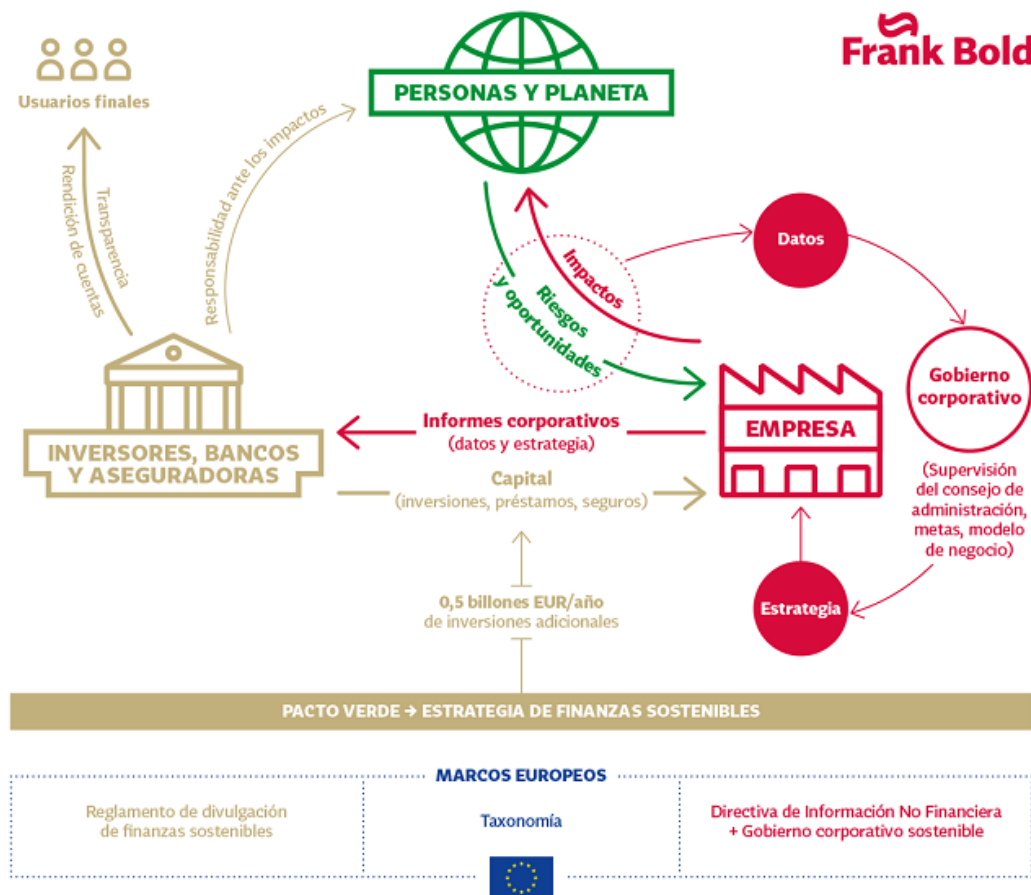 Frank Bold
Usuarios finales
PERSONAS Y PLANETA
Transparencia
Rendición de cuentas
Responsabilidad ante los impactos
Impactos
Riesgos
y oportunidades
Datos
Gobierno
corporativo
(Supervisión
del consejo de
administración,
metas, modelo
de negocio)
Estrategia
EMPRESA
INVERSORES, BANCOS
Y ASEGURADORAS
Informes corporativos
(datos y estrategia)
Capital
(inversiones, préstamos, seguros)
0,5 billones EUR/año
de inversiones adicionales
PACTO VERDE → ESTRATEGIA DE FINANZAS SOSTENIBLES
MARCOS EUROPEOS
Reglamento de divulgación
de finanzas sostenibles
Taxonomía
Directiva de Información No Financiera
+ Gobierno corporativo sostenible